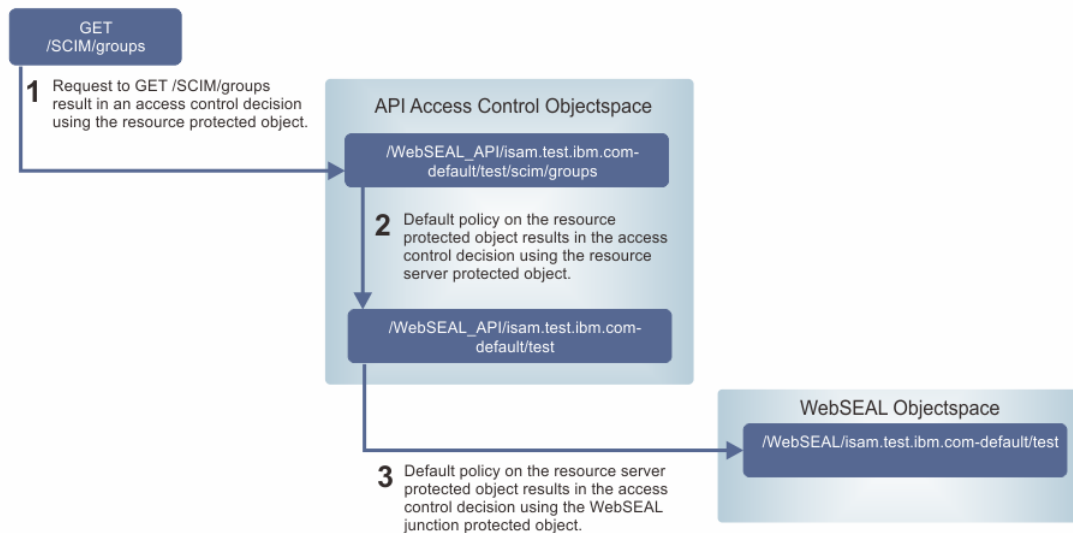 GET
/SCIM/groups
1
Request to GET /SCIM/groups
result in an access control decision
using the resource protected object.
API Access Control Objectspace
/WebSEAL_API/isam.test.ibm.com-
default/test/scim/groups
2
Default policy on the resource
protected object results in the access
control decision using the resource
server protected object.
/WebSEAL_API/isam.test.ibm.com-
default/test
WebSEAL Objectspace
/WebSEAL/isam.test.ibm.com-default/test
3
Default policy on the resource server
protected object results in the access
control decision using the WebSEAL
junction protected object.